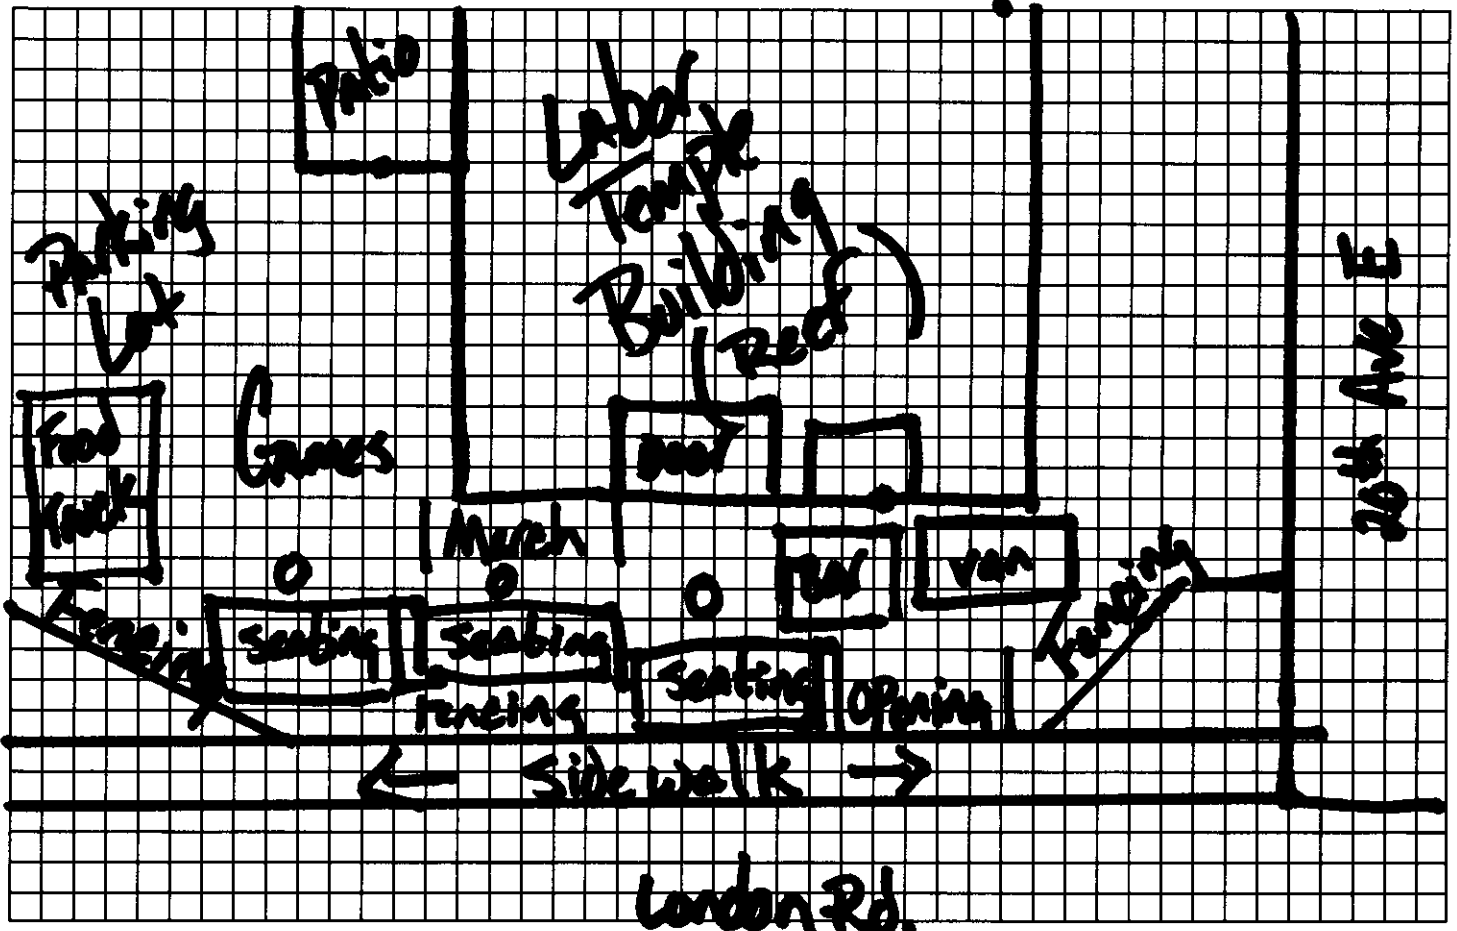 Patio
Labor
Temple
Building
(Rear)
Parking
Lot
Food
Truck
Games
Door
20th Ave E
Merch
Bar
Van
Fencing
Fencing
Seating
Seating
Seating
Fencing
Opening
← Sidewalk →
London Rd.